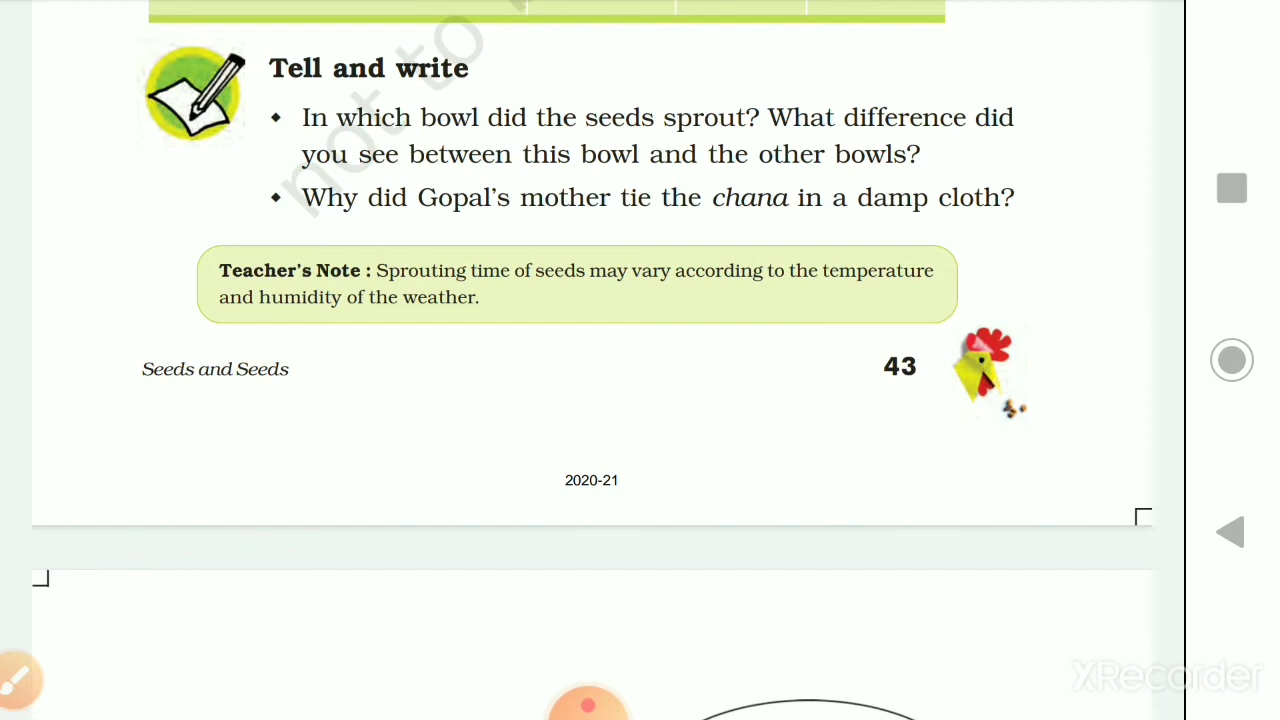 Tell and write
◆ In which bowl did the seeds sprout? What difference did
you see between this bowl and the other bowls?
◆ Why did Gopal's mother tie the chana in a damp cloth?
Teacher's Note : Sprouting time of seeds may vary according to the temperature
and humidity of the weather.
Seeds and Seeds
43
2020-21
not to
XRecorder